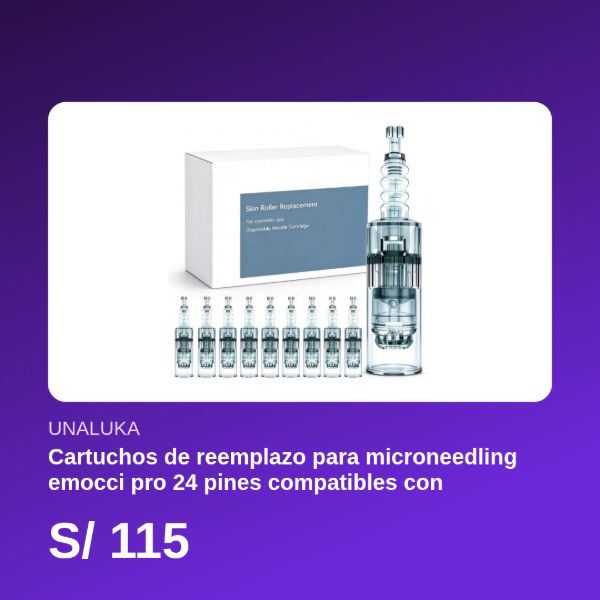 Skin Roller Replacement
For cosmetic use
Disposable Needle Cartridge
UNALUKA
Cartuchos de reemplazo para microneedling
emocci pro 24 pines compatibles con
S/ 115